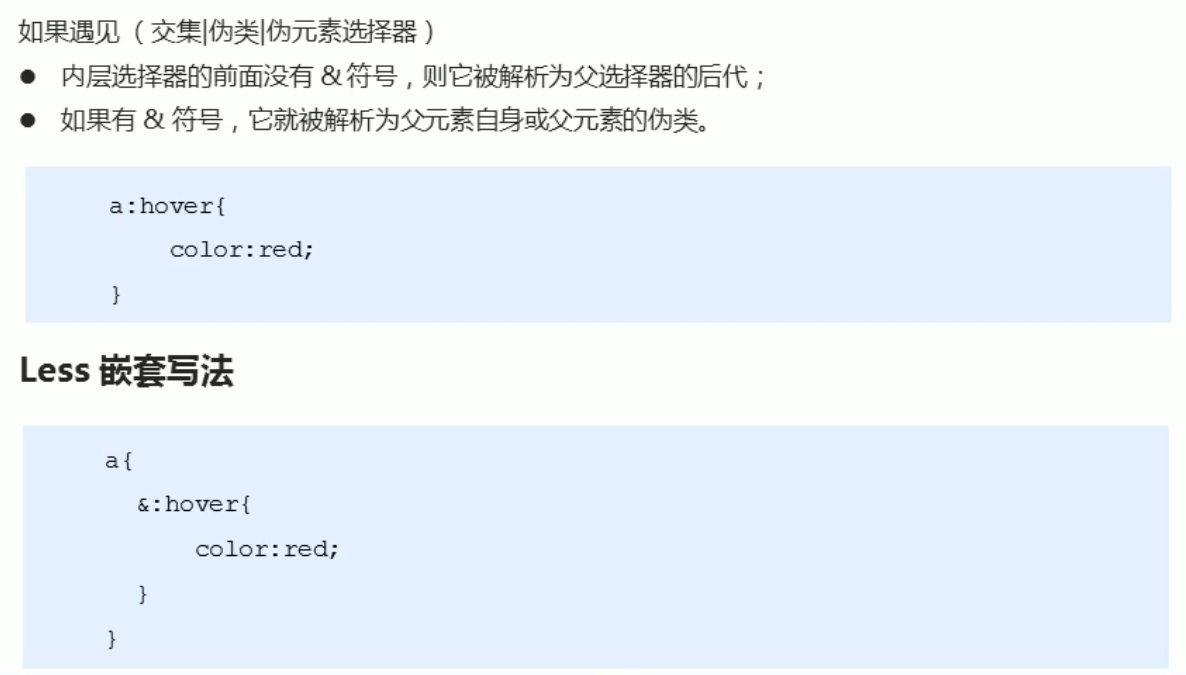 如果遇见（交集|伪类|伪元素选择器）
● 内层选择器的前面没有 & 符号，则它被解析为父选择器的后代；
● 如果有 & 符号，它就被解析为父元素自身或父元素的伪类。
a:hover{
color:red;
}
Less 嵌套写法
a{
&:hover{
color:red;
}
}